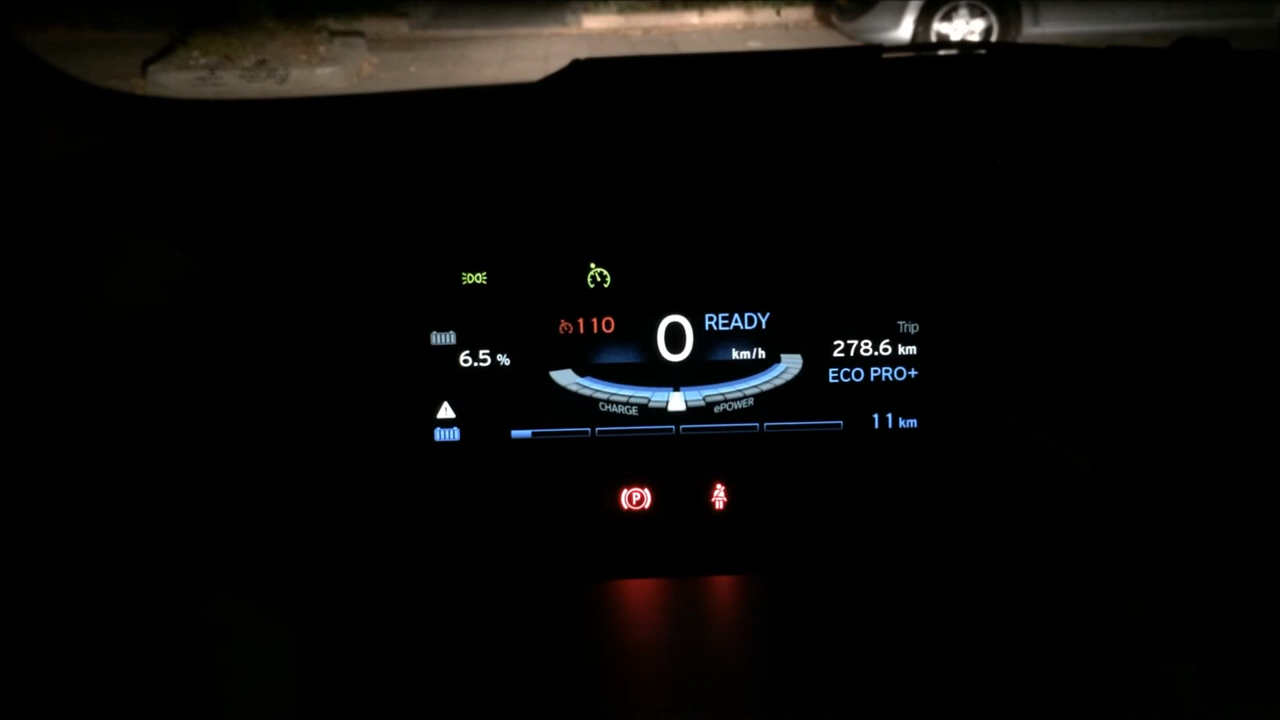 110
0
READY
km/h
6.5 %
Trip
278.6 km
ECO PRO+
CHARGE
ePOWER
11 km
P